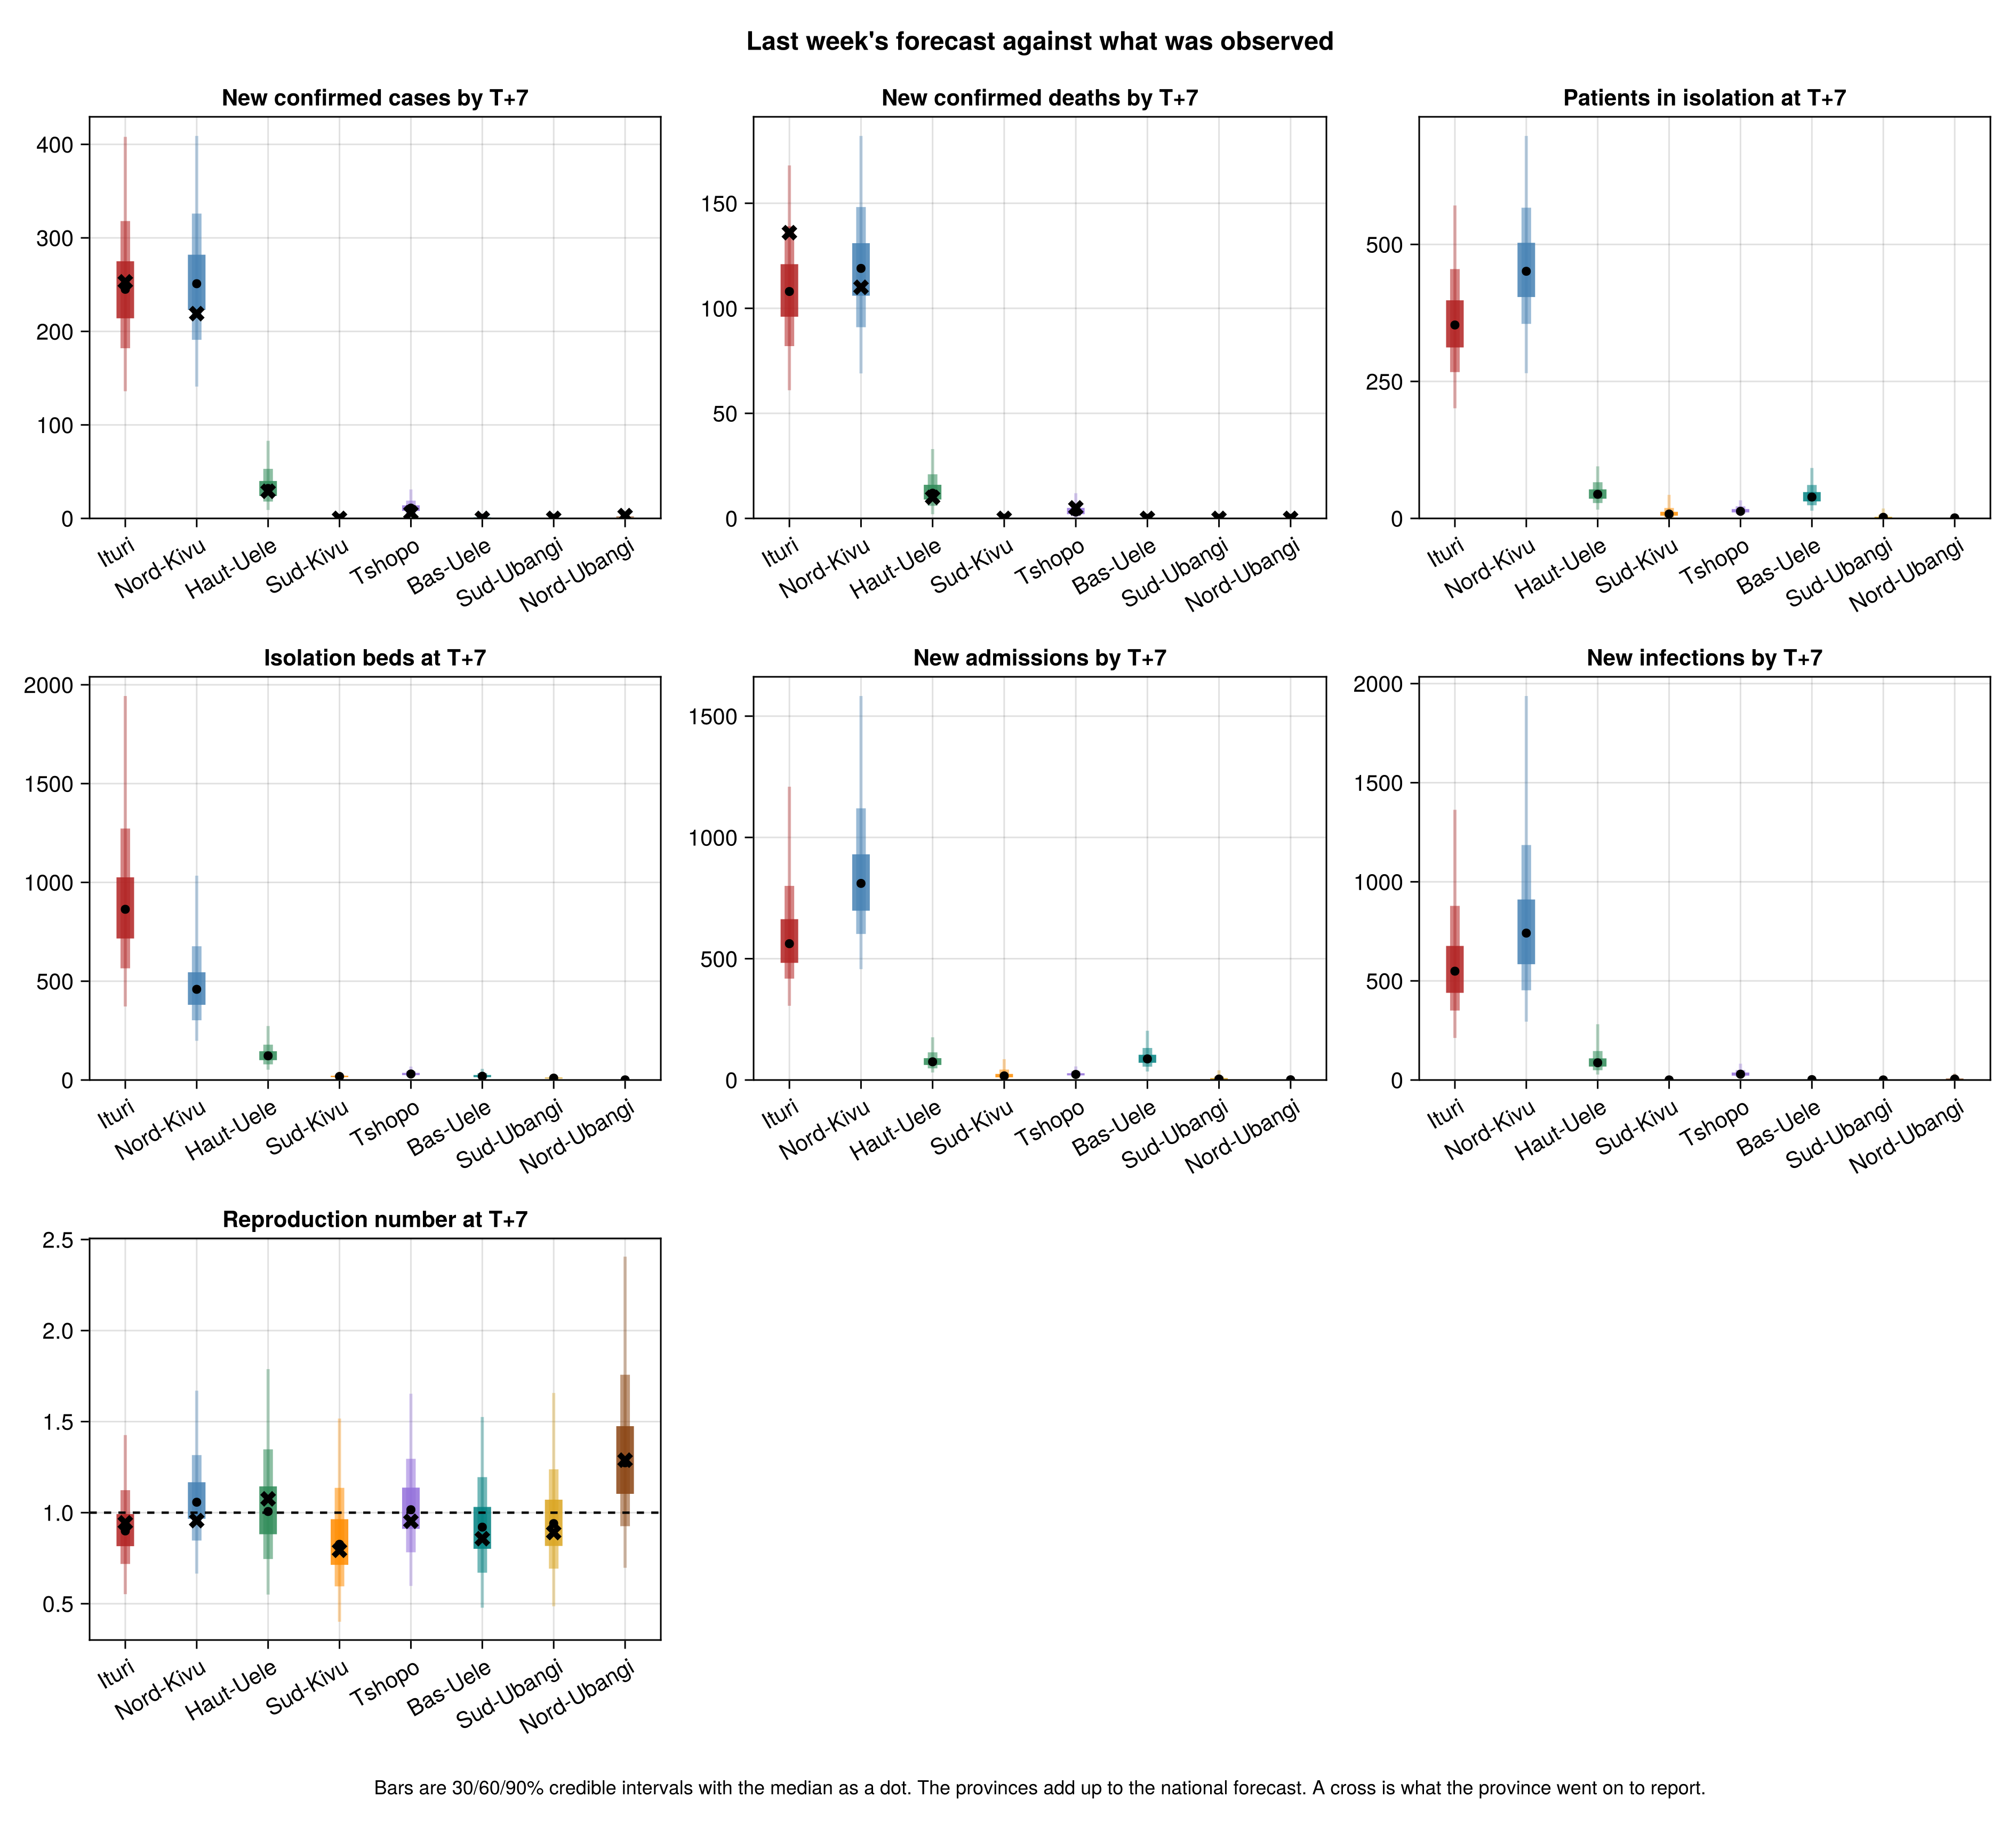 Last week's forecast against what was observed
New confirmed cases by T+7
400
300
200
100
0
Ituri
Nord-Kivu
Haut-Uele
Sud-Kivu
Tshopo
Bas-Uele
Sud-Ubangi
Nord-Ubangi
New confirmed deaths by T+7
150
100
50
0
Ituri
Nord-Kivu
Haut-Uele
Sud-Kivu
Tshopo
Bas-Uele
Sud-Ubangi
Nord-Ubangi
Patients in isolation at T+7
500
250
0
Ituri
Nord-Kivu
Haut-Uele
Sud-Kivu
Tshopo
Bas-Uele
Sud-Ubangi
Nord-Ubangi
Isolation beds at T+7
2000
1500
1000
500
0
Ituri
Nord-Kivu
Haut-Uele
Sud-Kivu
Tshopo
Bas-Uele
Sud-Ubangi
Nord-Ubangi
New admissions by T+7
1500
1000
500
0
Ituri
Nord-Kivu
Haut-Uele
Sud-Kivu
Tshopo
Bas-Uele
Sud-Ubangi
Nord-Ubangi
New infections by T+7
2000
1500
1000
500
0
Ituri
Nord-Kivu
Haut-Uele
Sud-Kivu
Tshopo
Bas-Uele
Sud-Ubangi
Nord-Ubangi
Reproduction number at T+7
2.5
2.0
1.5
1.0
0.5
Ituri
Nord-Kivu
Haut-Uele
Sud-Kivu
Tshopo
Bas-Uele
Sud-Ubangi
Nord-Ubangi
Bars are 30/60/90% credible intervals with the median as a dot. The provinces add up to the national forecast. A cross is what the province went on to report.